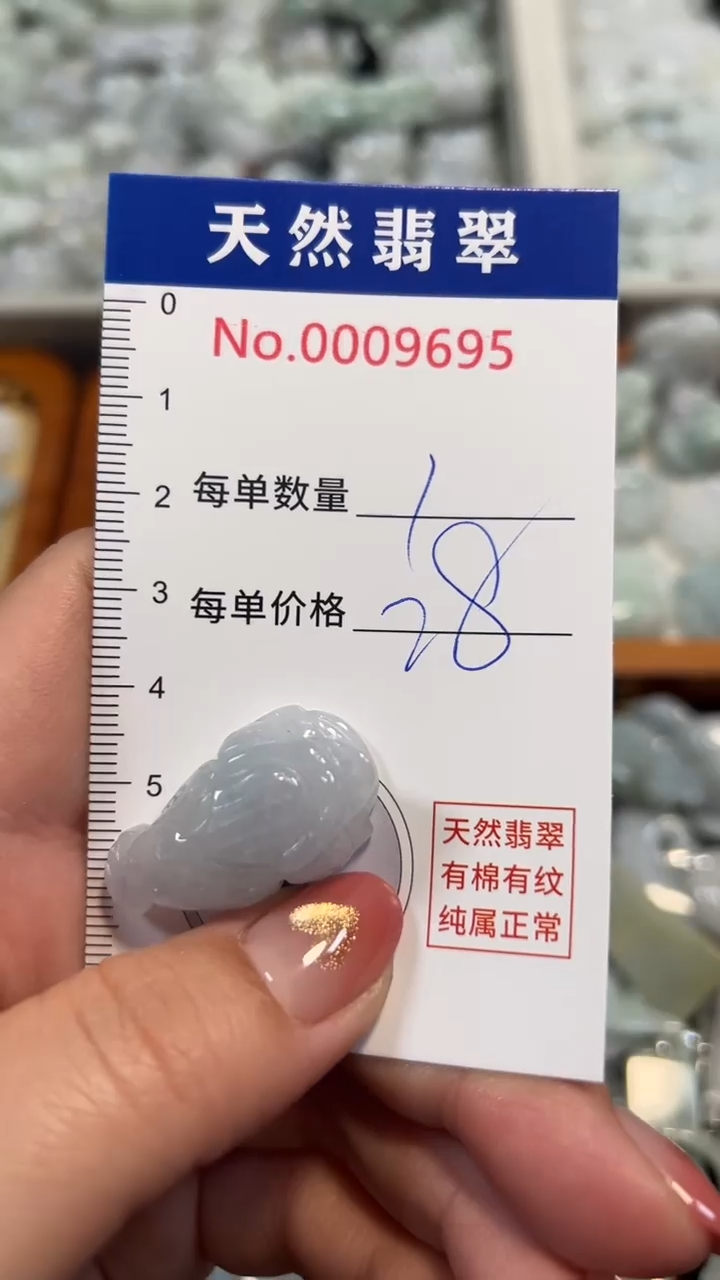 天然翡翠
No.0009695
0
1
2
3
4
5
每单数量 1
每单价格 28
天然翡翠
有棉有纹
纯属正常